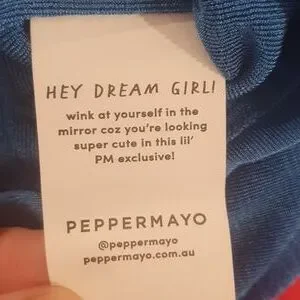 HEY DREAM GIRL!
wink at yourself in the
mirror coz you're looking
super cute in this lil'
PM exclusive!
PEPPERMAYO
@peppermayo
peppermayo.com.au